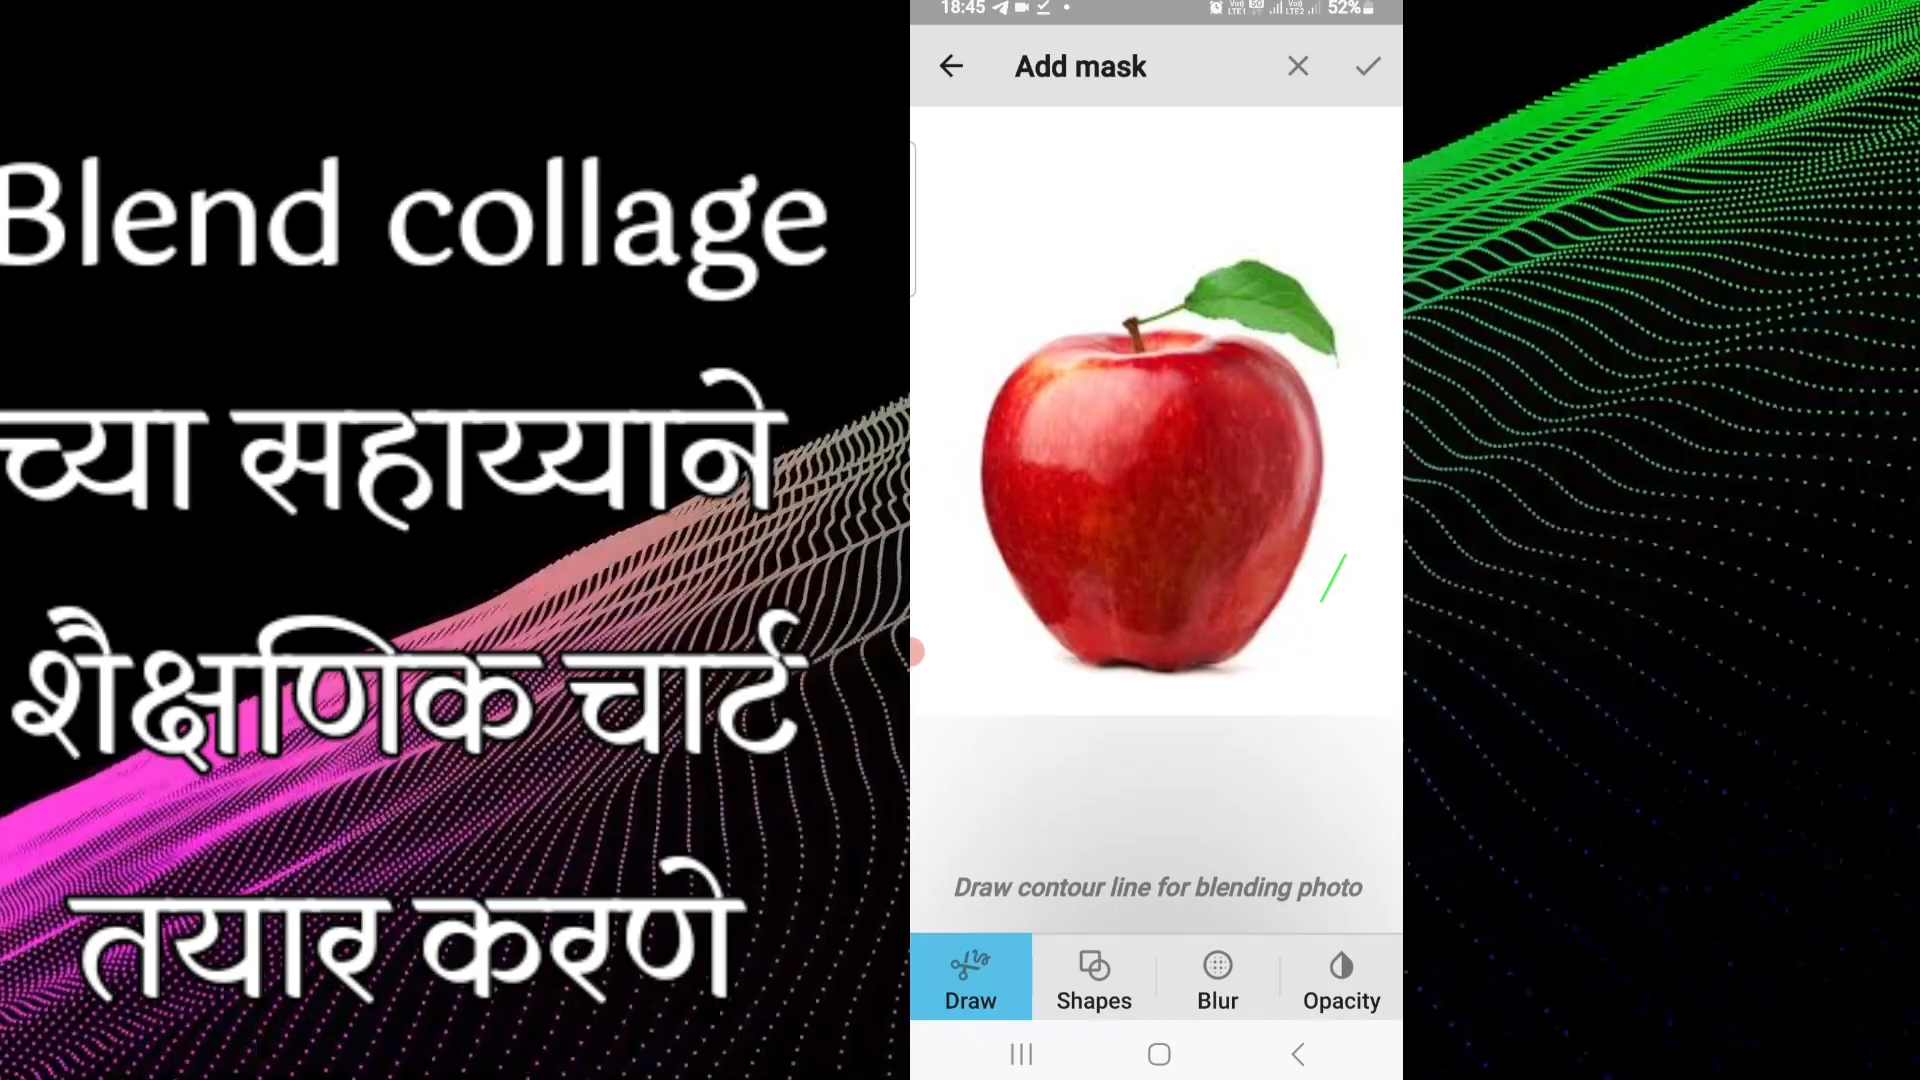 Blend collage
च्या सहाय्याने
शैक्षणिक चार्ट
तयार करणे
18:45
52%
Add mask
Draw contour line for blending photo
Draw
Shapes
Blur
Opacity